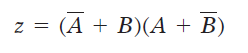 z = (A̅ + B)(A + B̅)